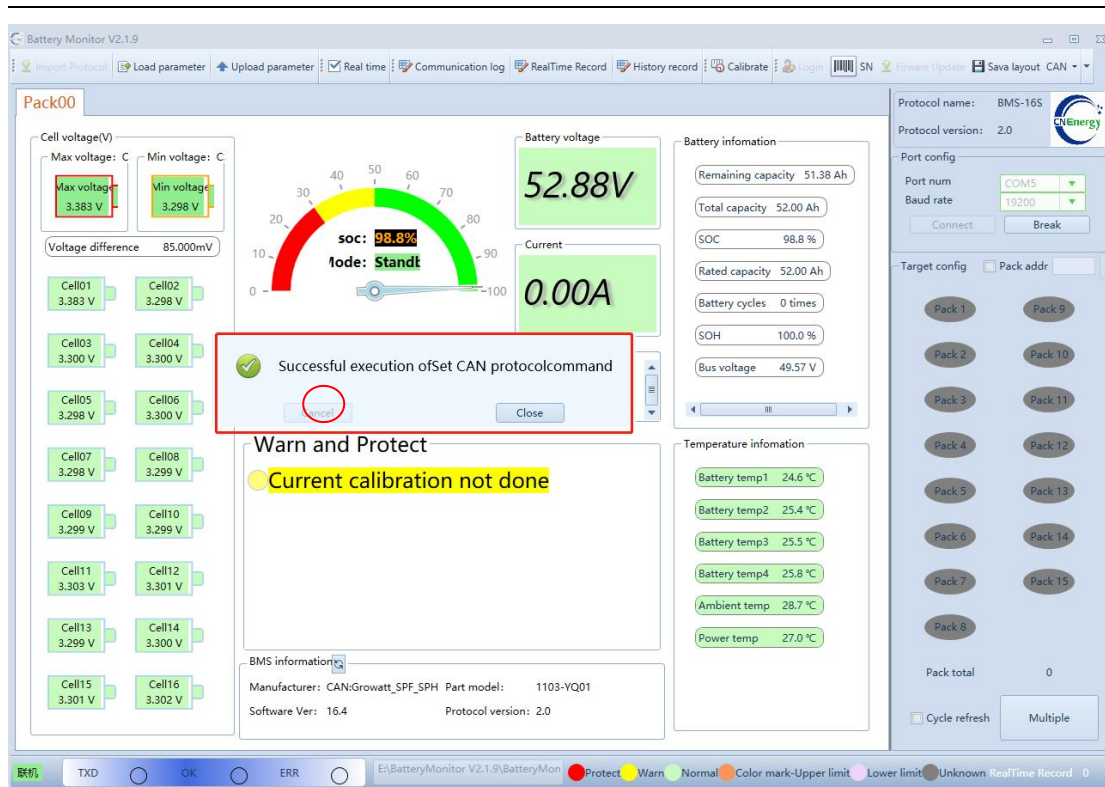 Battery Monitor V2.1.9
Import Protocol Load parameter Upload parameter Real time Communication log RealTime Record History record Calibrate Login SN Firware Update Sava layout CAN
Pack00
Cell voltage(V)
Max voltage: C Min voltage: C
Max voltage Min voltage
3.383 V 3.298 V
Voltage difference 85.000mV
Cell01 Cell02
3.383 V 3.298 V
Cell03 Cell04
3.300 V 3.300 V
Cell05 Cell06
3.298 V 3.300 V
Cell07 Cell08
3.298 V 3.299 V
Cell09 Cell10
3.299 V 3.299 V
Cell11 Cell12
3.303 V 3.301 V
Cell13 Cell14
3.299 V 3.300 V
Cell15 Cell16
3.301 V 3.302 V
0 10 20 30 40 50 60 70 80 90 100
soc: 98.8%
Mode: Standb
Battery voltage
52.88V
Current
0.00A
Successful execution ofSet CAN protocolcommand
Cancel Close
Warn and Protect
Current calibration not done
BMS information
Manufacturer: CAN:Growatt_SPF_SPH Part model: 1103-YQ01
Software Ver: 16.4 Protocol version: 2.0
Battery infomation
Remaining capacity 51.38 Ah
Total capacity 52.00 Ah
SOC 98.8 %
Rated capacity 52.00 Ah
Battery cycles 0 times
SOH 100.0 %
Bus voltage 49.57 V
Temperature infomation
Battery temp1 24.6 ℃
Battery temp2 25.4 ℃
Battery temp3 25.5 ℃
Battery temp4 25.8 ℃
Ambient temp 28.7 ℃
Power temp 27.0 ℃
Protocol name: BMS-16S
Protocol version: 2.0
CNEnergy
Port config
Port num COM5
Baud rate 19200
Connect Break
Target config Pack addr
Pack 1 Pack 9
Pack 2 Pack 10
Pack 3 Pack 11
Pack 4 Pack 12
Pack 5 Pack 13
Pack 6 Pack 14
Pack 7 Pack 15
Pack 8
Pack total 0
Cycle refresh Multiple
联机 TXD OK ERR E:\BatteryMonitor V2.1.9\BatteryMon Protect Warn Normal Color mark-Upper limit Lower limit Unknown RealTime Record 0